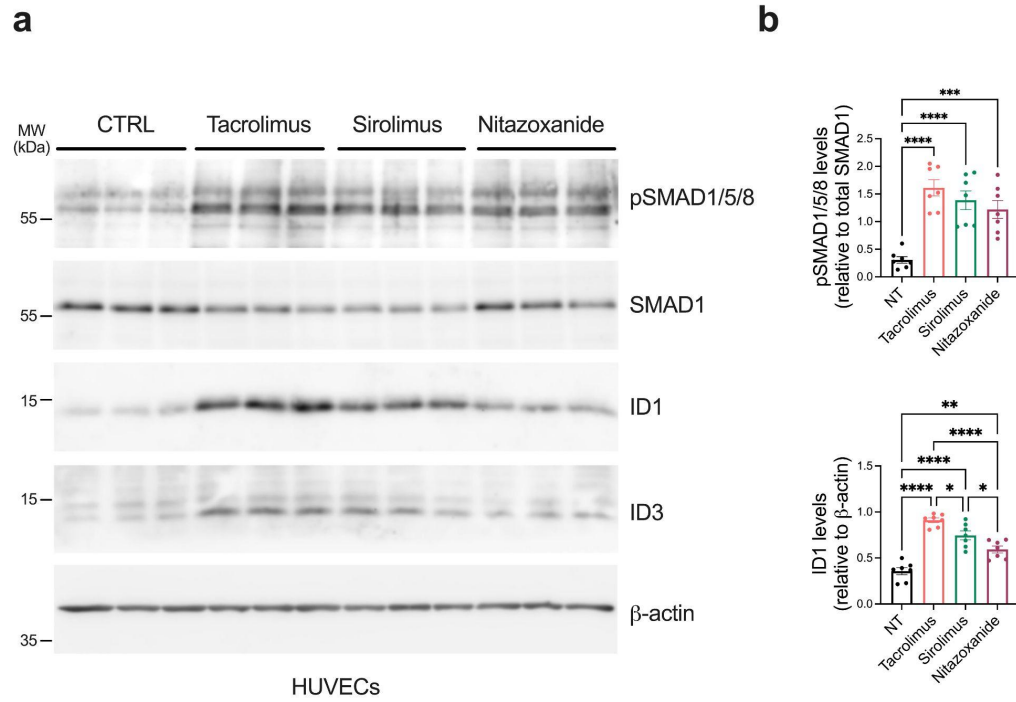 a
MW
(kDa)
CTRL
Tacrolimus
Sirolimus
Nitazoxanide
55
pSMAD1/5/8
55
SMAD1
15
ID1
15
ID3
β-actin
35
HUVECs
b
pSMAD1/5/8 levels
(relative to total SMAD1)
2.5
2.0
1.5
1.0
0.5
0.0
***
****
****
NT
Tacrolimus
Sirolimus
Nitazoxanide
ID1 levels
(relative to β-actin)
1.5
1.0
0.5
0.0
**
****
****
**** * *
NT
Tacrolimus
Sirolimus
Nitazoxanide